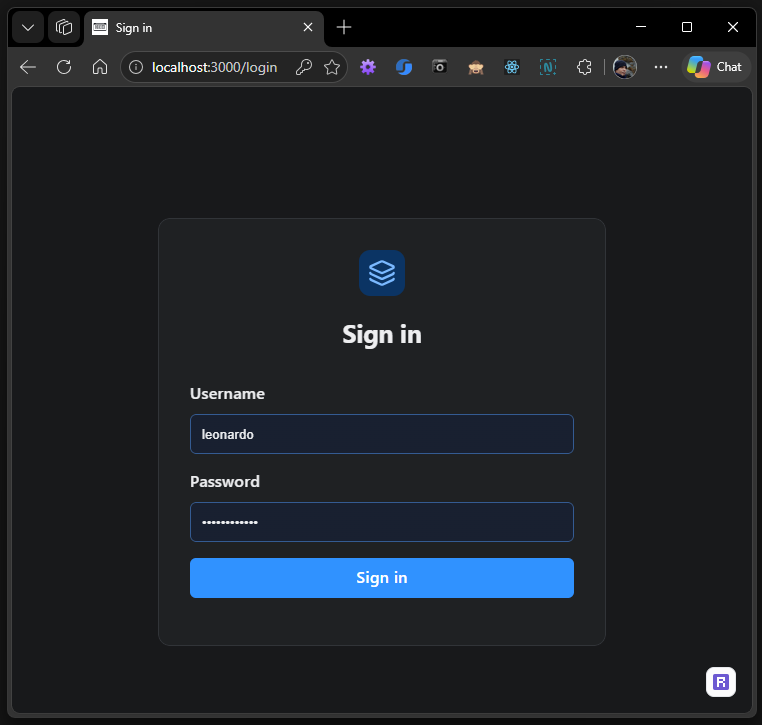 Sign in
localhost:3000/login
Chat
Sign in
Username
leonardo
Password
••••••••••••
Sign in